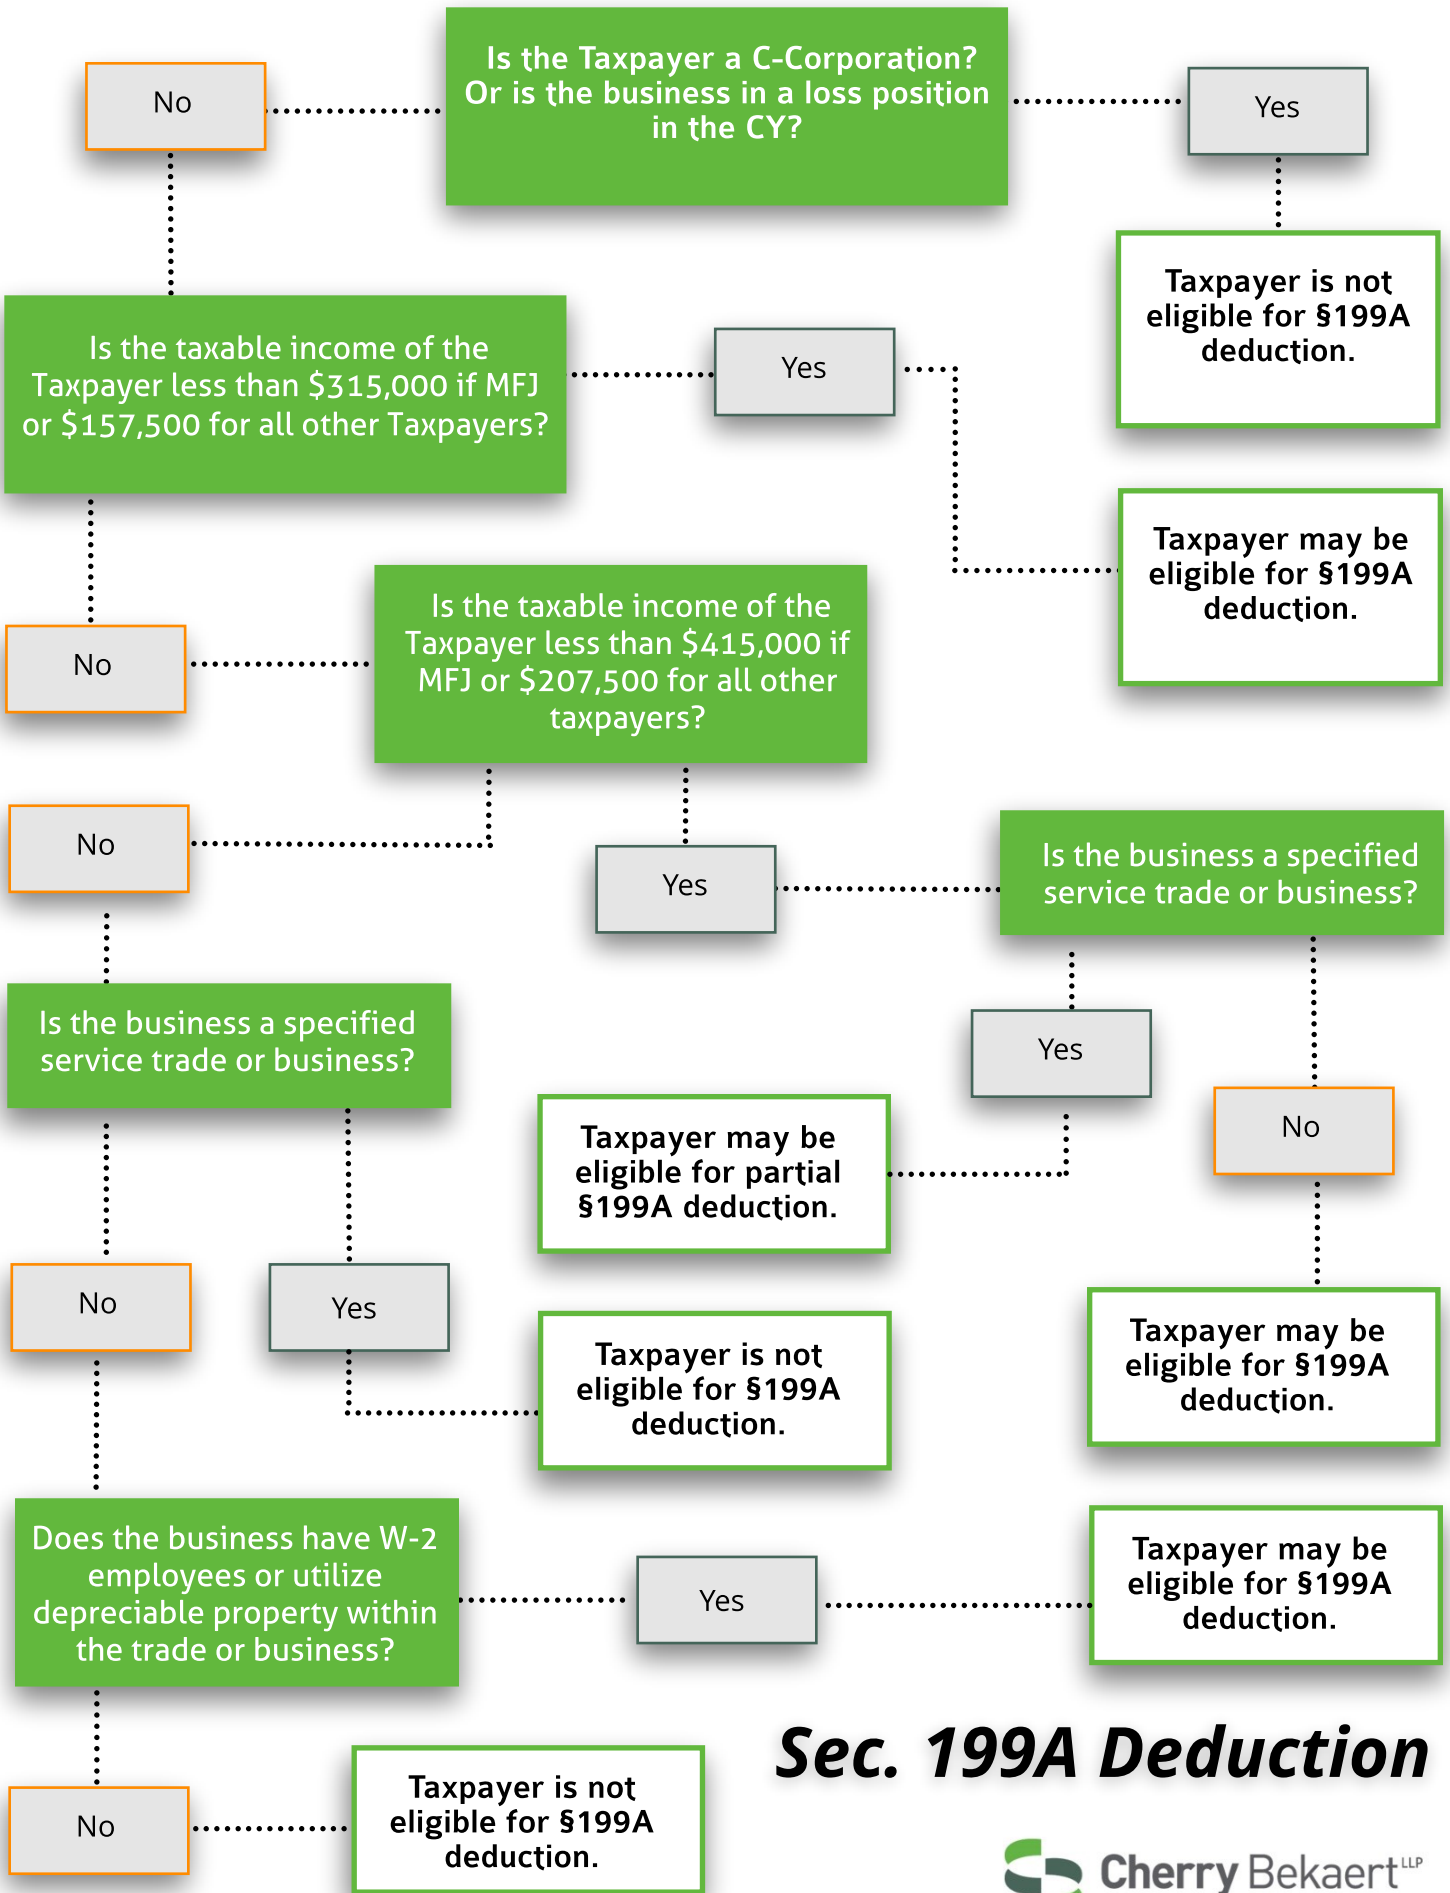 Is the Taxpayer a C-Corporation?
Or is the business in a loss position
in the CY?
No
Yes
Taxpayer is not
eligible for §199A
deduction.
Is the taxable income of the
Taxpayer less than $315,000 if MFJ
or $157,500 for all other Taxpayers?
Yes
Taxpayer may be
eligible for §199A
deduction.
No
Is the taxable income of the
Taxpayer less than $415,000 if
MFJ or $207,500 for all other
taxpayers?
No
Yes
Is the business a specified
service trade or business?
Is the business a specified
service trade or business?
Yes
No
Taxpayer may be
eligible for partial
§199A deduction.
No
Yes
Taxpayer is not
eligible for §199A
deduction.
Taxpayer may be
eligible for §199A
deduction.
Does the business have W-2
employees or utilize
depreciable property within
the trade or business?
Yes
Taxpayer may be
eligible for §199A
deduction.
Sec. 199A Deduction
No
Taxpayer is not
eligible for §199A
deduction.
Cherry Bekaert LLP